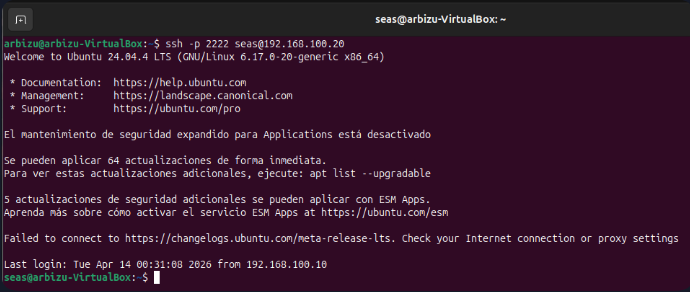 seas@arbizu-VirtualBox: ~
arbizu@arbizu-VirtualBox:~$ ssh -p 2222 seas@192.168.100.20
Welcome to Ubuntu 24.04.4 LTS (GNU/Linux 6.17.0-20-generic x86_64)

 * Documentation:  https://help.ubuntu.com
 * Management:     https://landscape.canonical.com
 * Support:        https://ubuntu.com/pro

El mantenimiento de seguridad expandido para Applications está desactivado

Se pueden aplicar 64 actualizaciones de forma inmediata.
Para ver estas actualizaciones adicionales, ejecute: apt list --upgradable

5 actualizaciones de seguridad adicionales se pueden aplicar con ESM Apps.
Aprenda más sobre cómo activar el servicio ESM Apps at https://ubuntu.com/esm

Failed to connect to https://changelogs.ubuntu.com/meta-release-lts. Check your Internet connection or proxy settings

Last login: Tue Apr 14 00:31:08 2026 from 192.168.100.10
seas@arbizu-VirtualBox:~$